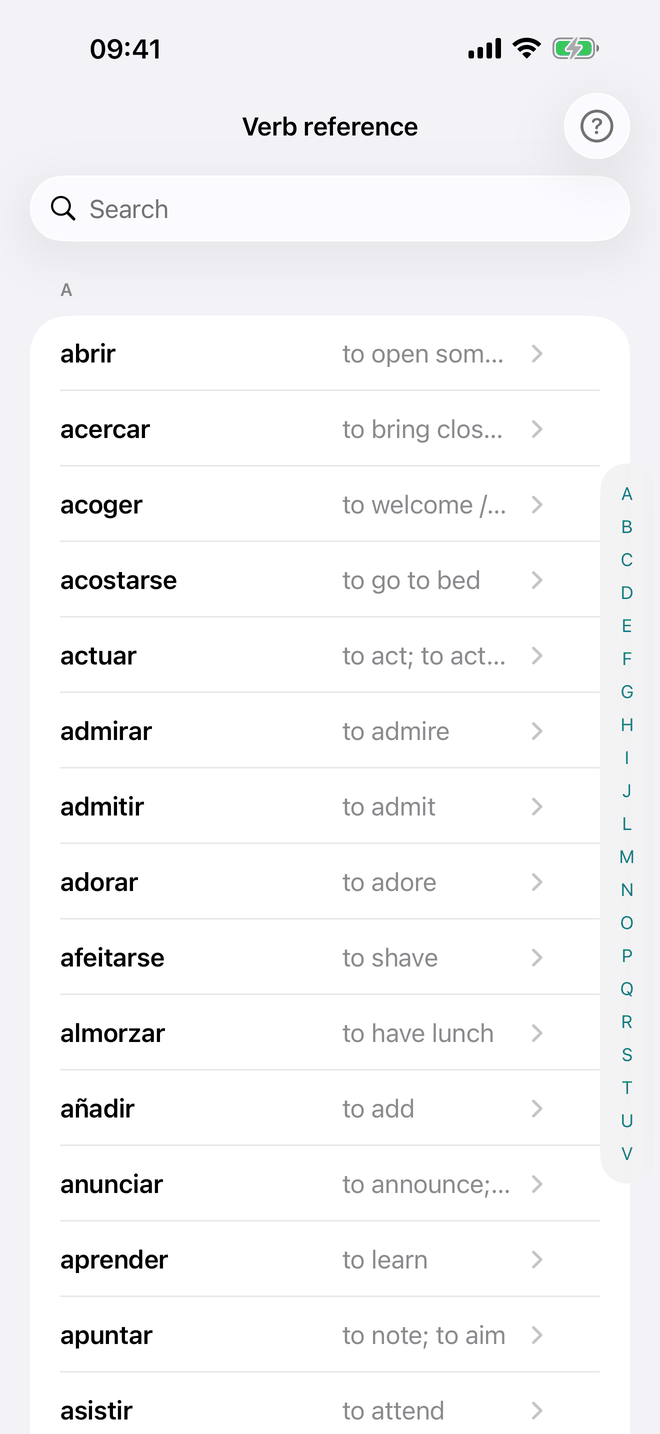 09:41
Verb reference
?
Search
A
abrir to open som...
acercar to bring clos...
acoger to welcome /...
acostarse to go to bed
actuar to act; to act...
admirar to admire
admitir to admit
adorar to adore
afeitarse to shave
almorzar to have lunch
añadir to add
anunciar to announce;...
aprender to learn
apuntar to note; to aim
asistir to attend
A
B
C
D
E
F
G
H
I
J
L
M
N
O
P
Q
R
S
T
U
V